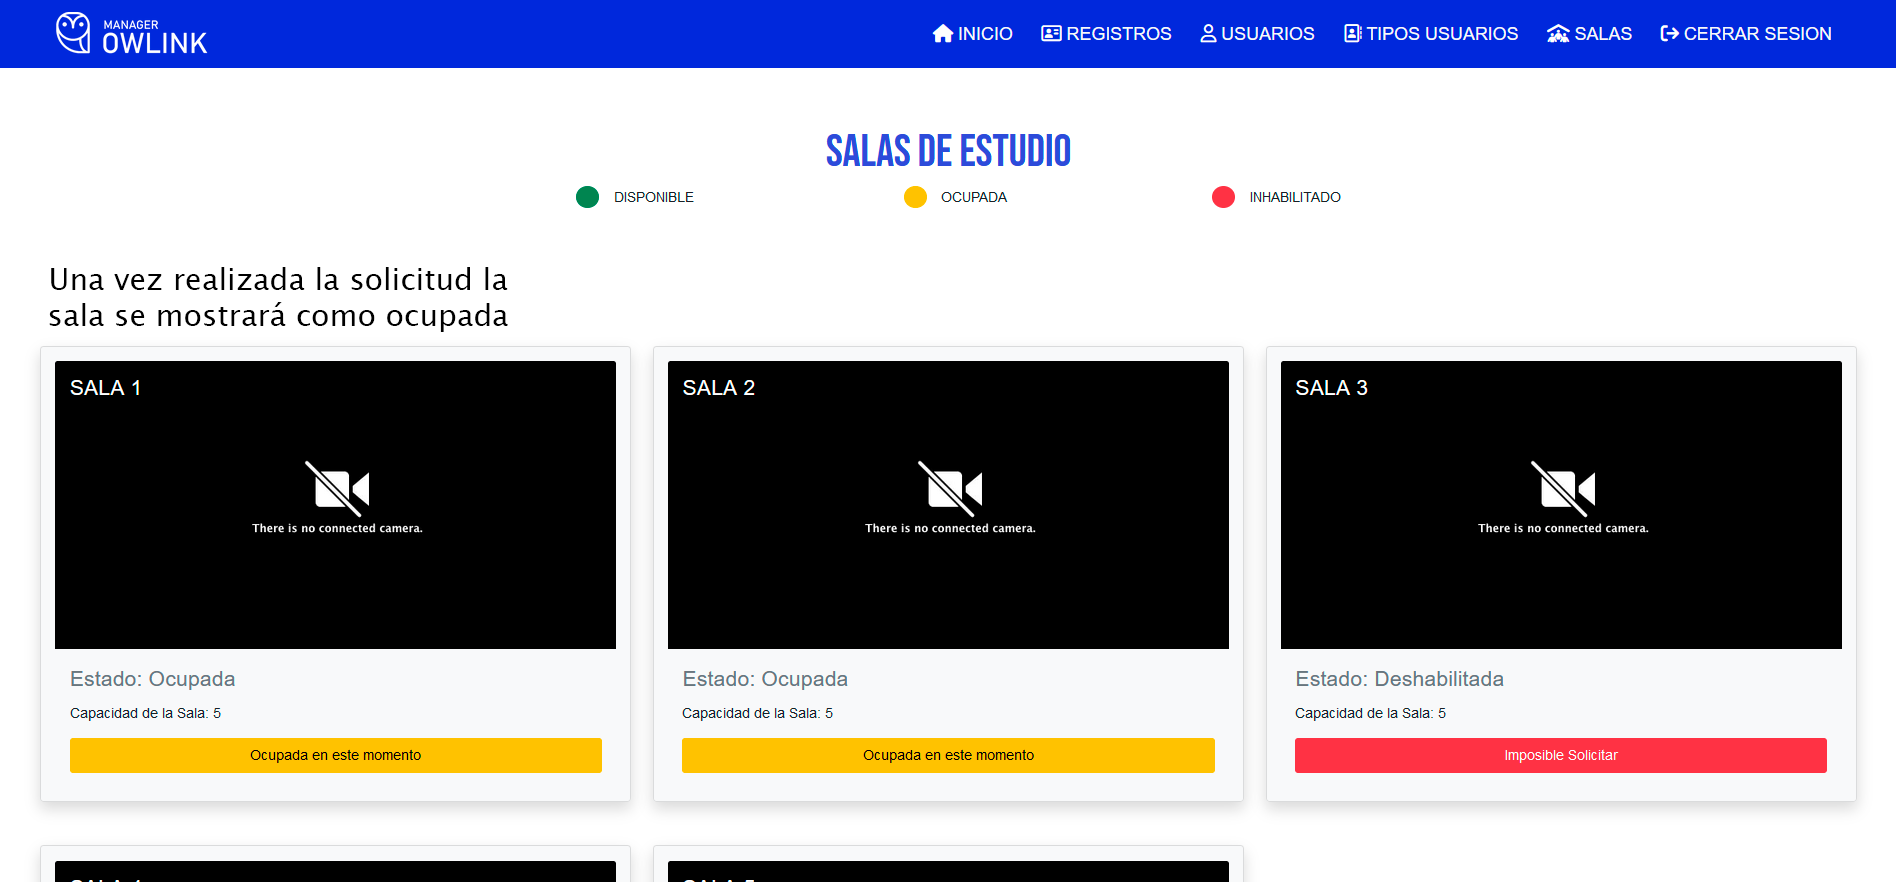 MANAGER
OWLINK
INICIO
REGISTROS
USUARIOS
TIPOS USUARIOS
SALAS
CERRAR SESION
SALAS DE ESTUDIO
DISPONIBLE
OCUPADA
INHABILITADO
Una vez realizada la solicitud la
sala se mostrará como ocupada
SALA 1
There is no connected camera.
Estado: Ocupada
Capacidad de la Sala: 5
Ocupada en este momento
SALA 2
There is no connected camera.
Estado: Ocupada
Capacidad de la Sala: 5
Ocupada en este momento
SALA 3
There is no connected camera.
Estado: Deshabilitada
Capacidad de la Sala: 5
Imposible Solicitar